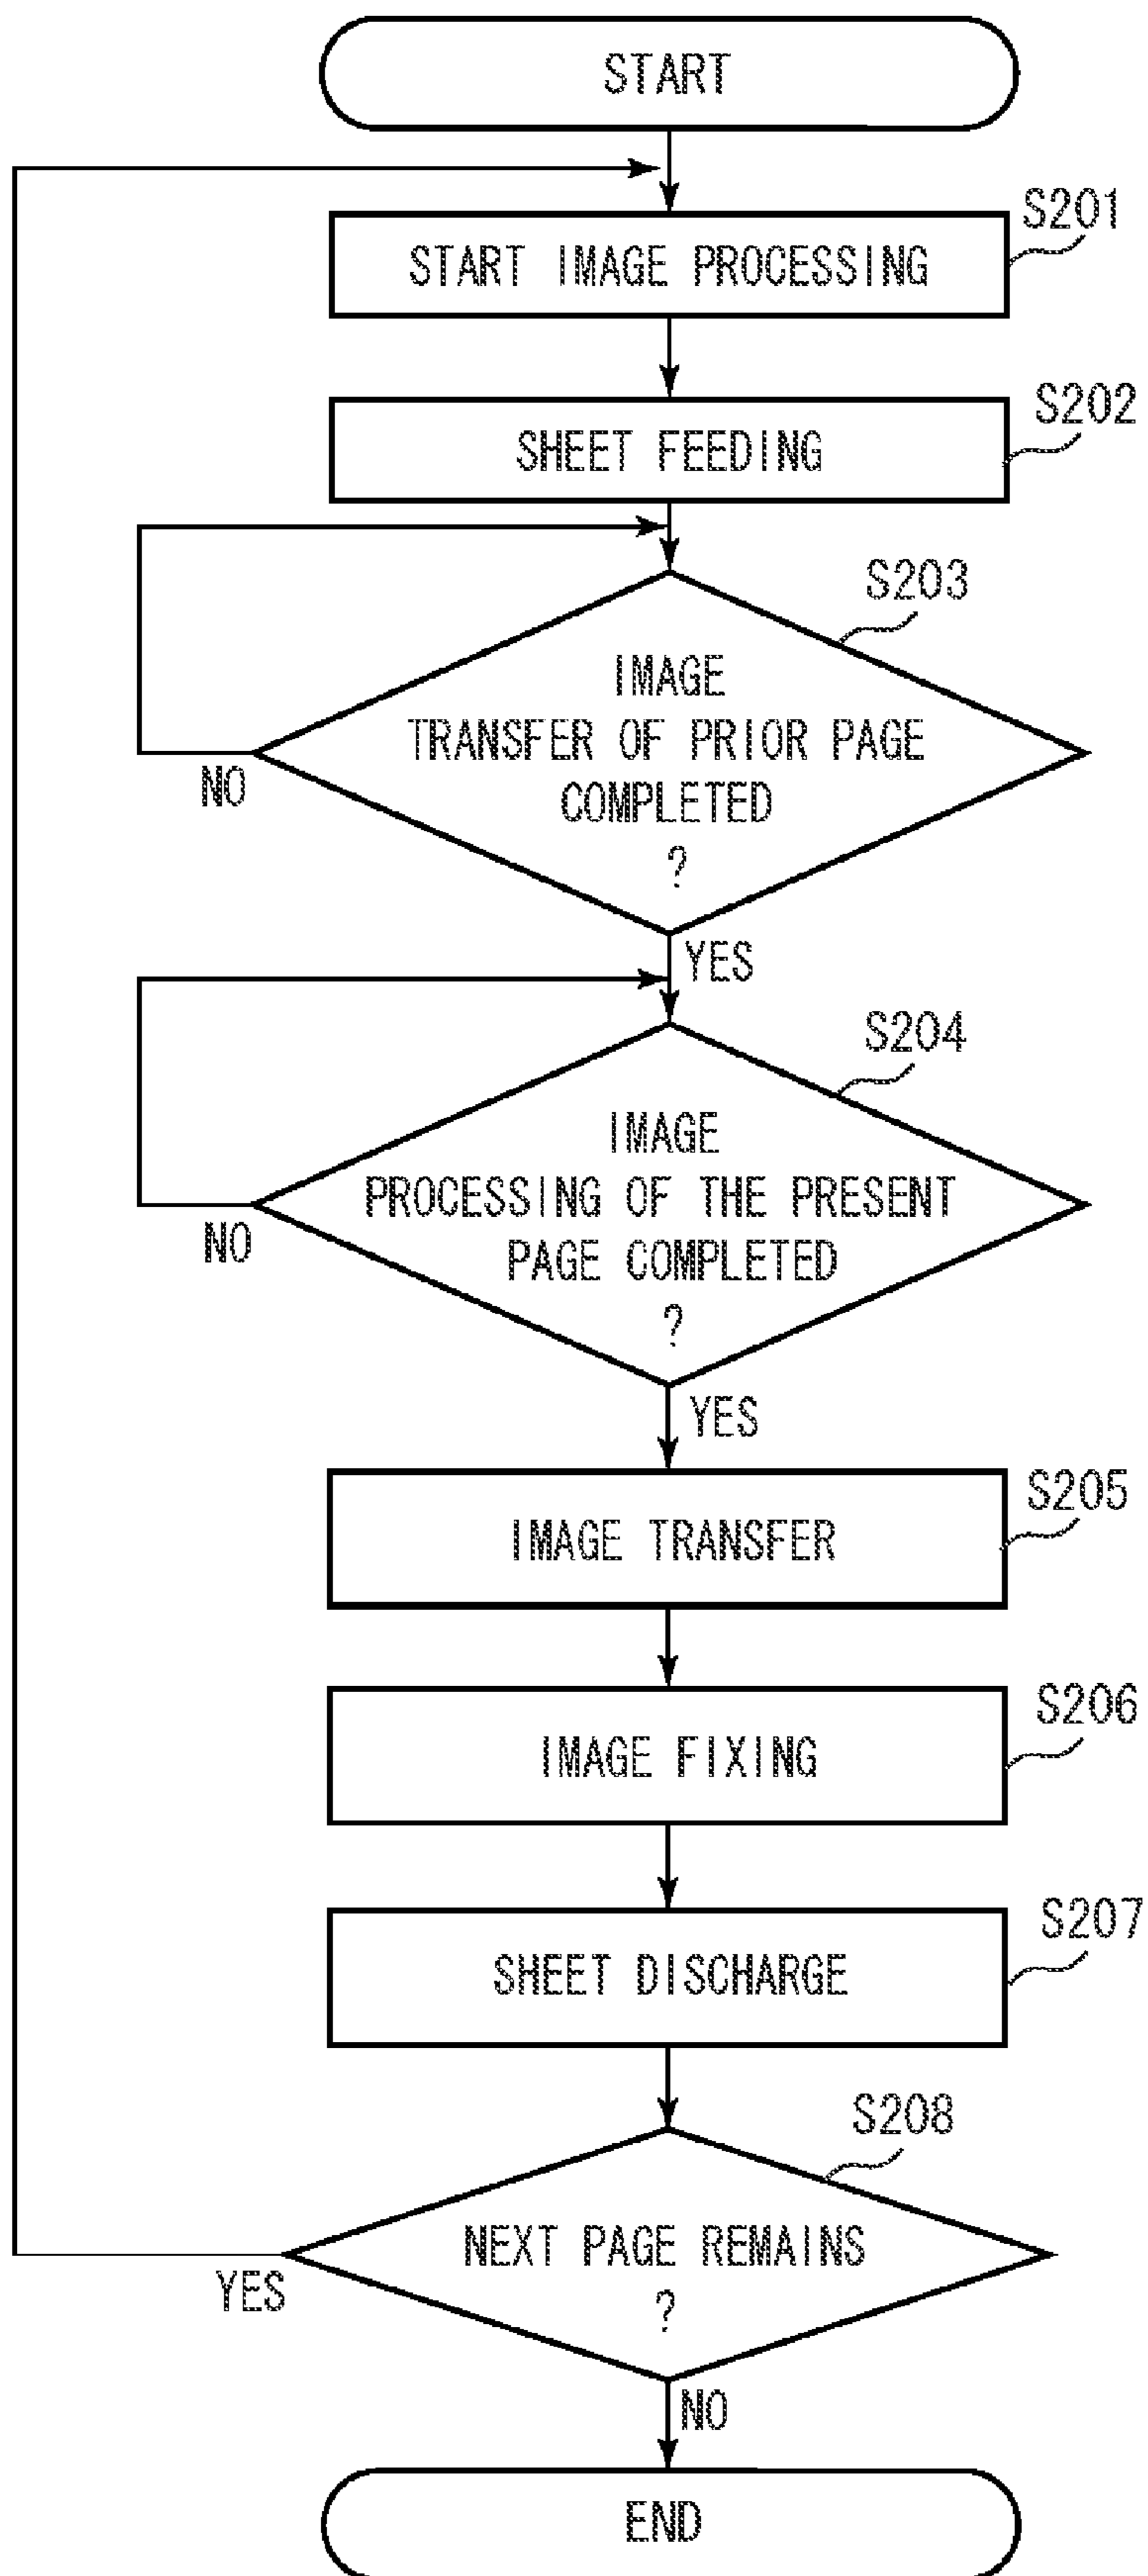 START
S201
START IMAGE PROCESSING
S202
SHEET FEEDING
S203
IMAGE
TRANSFER OF PRIOR PAGE
COMPLETED
?
NO
YES
S204
IMAGE
PROCESSING OF THE PRESENT
PAGE COMPLETED
?
NO
YES
S205
IMAGE TRANSFER
S206
IMAGE FIXING
S207
SHEET DISCHARGE
S208
NEXT PAGE REMAINS
?
YES
NO
END